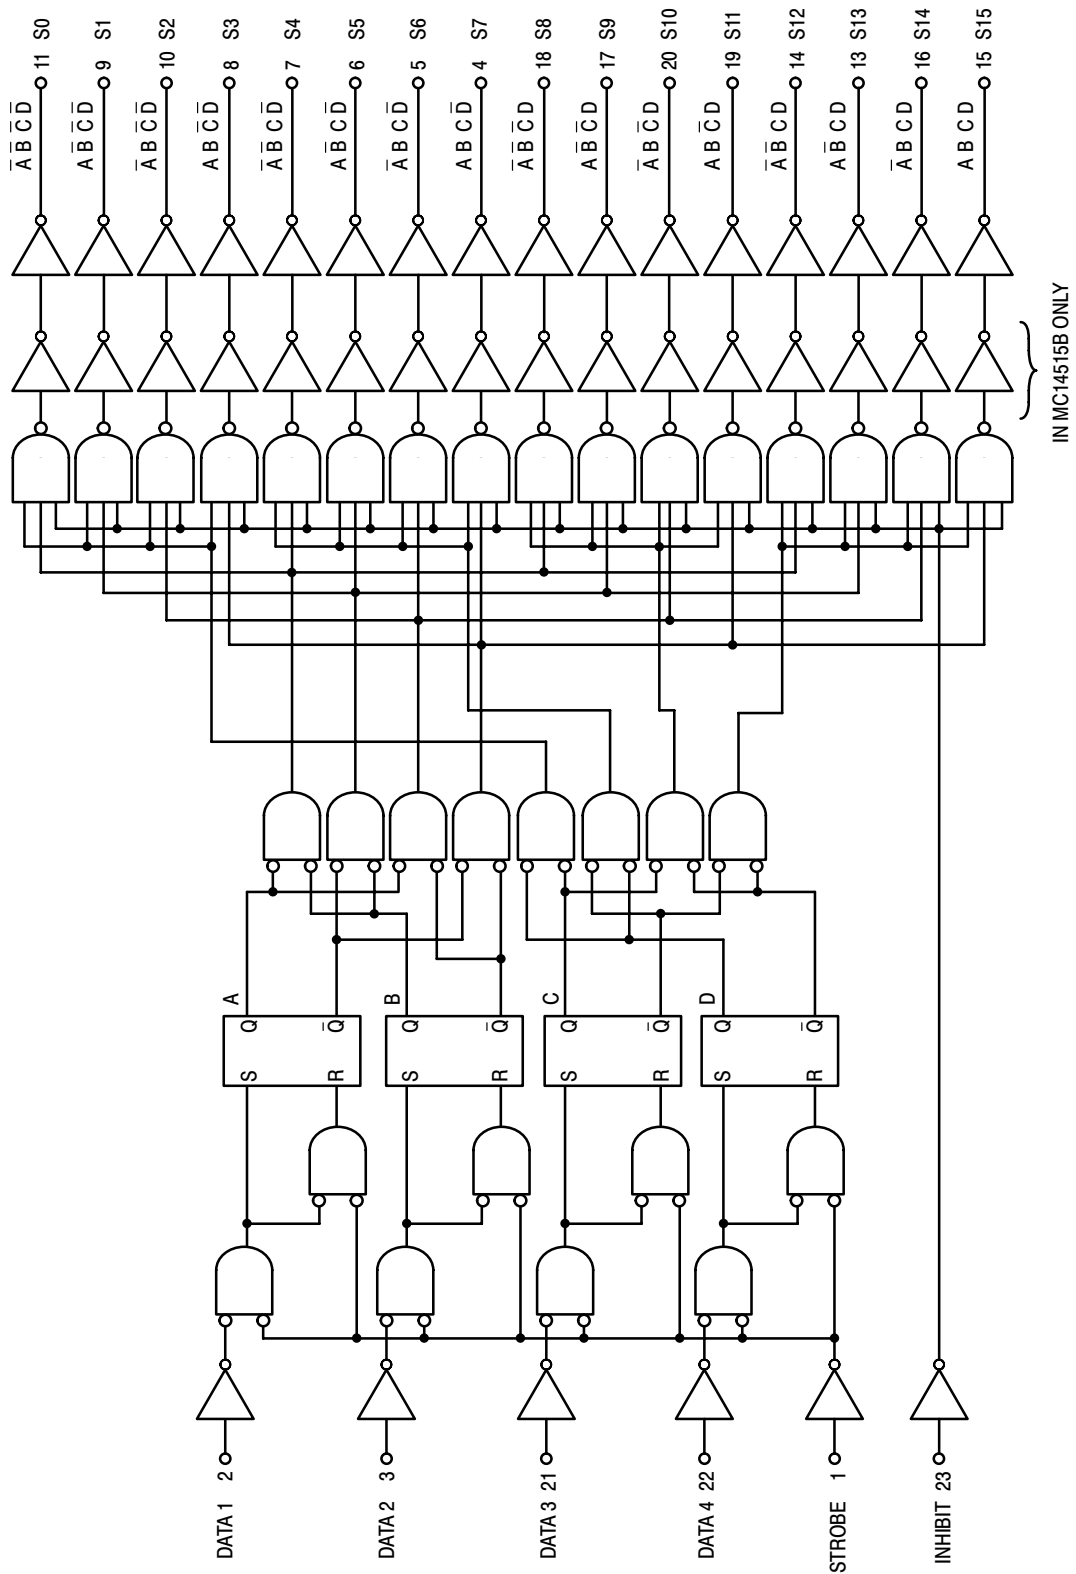 A̅ B̅ C̅ D̅ 11 S0
A B̅ C̅ D̅ 9 S1
A̅ B C̅ D̅ 10 S2
A B C̅ D̅ 8 S3
A̅ B̅ C D̅ 7 S4
A B̅ C D̅ 6 S5
A̅ B C D̅ 5 S6
A B C D̅ 4 S7
A̅ B̅ C̅ D 18 S8
A B̅ C̅ D 17 S9
A̅ B C̅ D 20 S10
A B C̅ D 19 S11
A̅ B̅ C D 14 S12
A B̅ C D 13 S13
A̅ B C D 16 S14
A B C D 15 S15
IN MC14515B ONLY
DATA 1 2
S Q A
R Q̅
DATA 2 3
S Q B
R Q̅
DATA 3 21
S Q C
R Q̅
DATA 4 22
S Q D
R Q̅
STROBE 1
INHIBIT 23